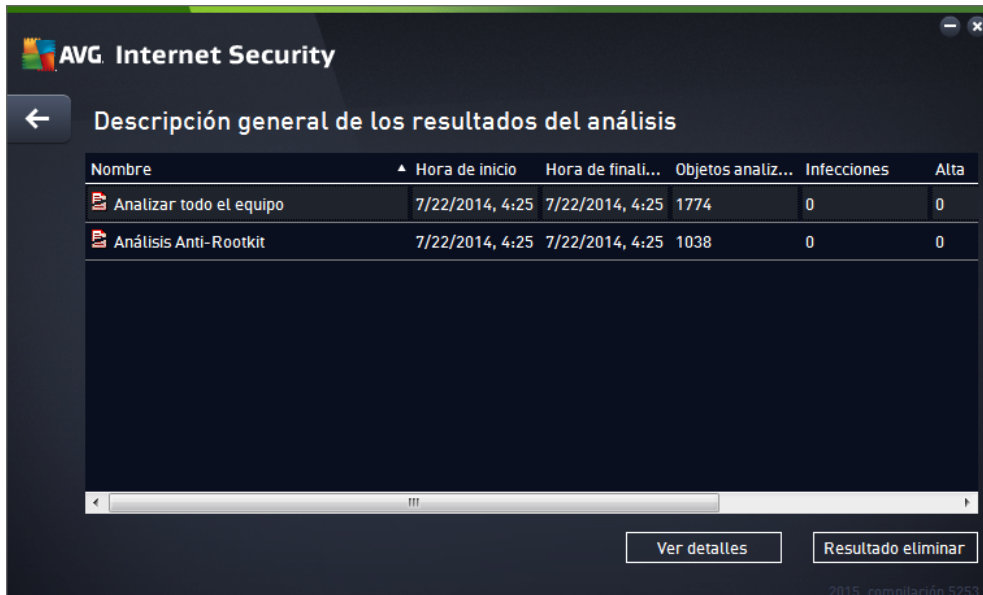 AVG. Internet Security
Descripción general de los resultados del análisis
Nombre Hora de inicio Hora de finali... Objetos analiz... Infecciones Alta
Analizar todo el equipo 7/22/2014, 4:25 7/22/2014, 4:25 1774 0 0
Análisis Anti-Rootkit 7/22/2014, 4:25 7/22/2014, 4:25 1038 0 0
Ver detalles Resultado eliminar
2015, compilación 5253